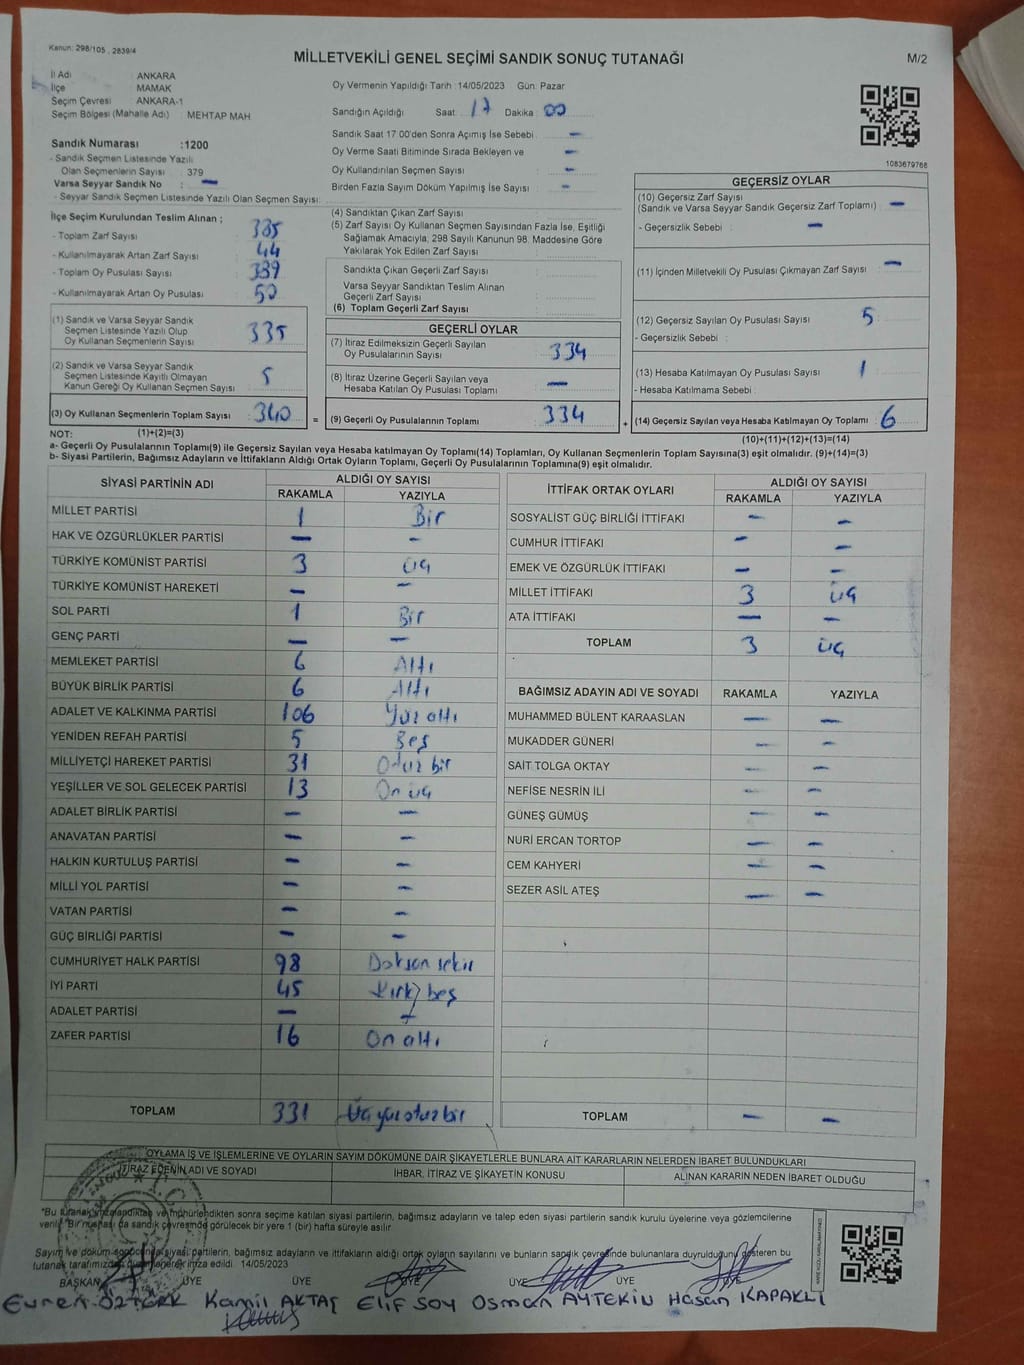 Kanun: 298/105 , 2839/4
MİLLETVEKİLİ GENEL SEÇİMİ SANDIK SONUÇ TUTANAĞI
M/2
İl Adı : ANKARA
İlçe : MAMAK
Seçim Çevresi : ANKARA-1
Seçim Bölgesi (Mahalle Adı) : MEHTAP MAH
Oy Vermenin Yapıldığı Tarih :14/05/2023 Gün: Pazar
Sandığın Açıldığı Saat: 17 Dakika: 00
Sandık Saat 17:00'den Sonra Açımış İse Sebebi : –
Oy Verme Saati Bitiminde Sırada Bekleyen ve –
Oy Kullandırılan Seçmen Sayısı : –
Birden Fazla Sayım Döküm Yapılmış İse Sayısı : –
1083679768
Sandık Numarası :1200
- Sandık Seçmen Listesinde Yazılı
Olan Seçmenlerin Sayısı : 379
Varsa Seyyar Sandık No : –
- Seyyar Sandık Seçmen Listesinde Yazılı Olan Seçmen Sayısı:
İlçe Seçim Kurulundan Teslim Alınan ;
- Toplam Zarf Sayısı : 385
- Kullanılmayarak Artan Zarf Sayısı : 44
- Toplam Oy Pusulası Sayısı : 389
- Kullanılmayarak Artan Oy Pusulası : 50
(1) Sandık ve Varsa Seyyar Sandık
Seçmen Listesinde Yazılı Olup
Oy Kullanan Seçmenlerin Sayısı : 335
(2) Sandık ve Varsa Seyyar Sandık
Seçmen Listesinde Kayıtlı Olmayan
Kanun Gereği Oy Kullanan Seçmen Sayısı : 5
(3) Oy Kullanan Seçmenlerin Toplam Sayısı : 340 =
(4) Sandıktan Çıkan Zarf Sayısı :
(5) Zarf Sayısı Oy Kullanan Seçmen Sayısından Fazla İse, Eşitliği
Sağlamak Amacıyla, 298 Sayılı Kanunun 98. Maddesine Göre
Yakılarak Yok Edilen Zarf Sayısı :
Sandıkta Çıkan Geçerli Zarf Sayısı :
Varsa Seyyar Sandıktan Teslim Alınan
Geçerli Zarf Sayısı :
(6) Toplam Geçerli Zarf Sayısı :
GEÇERLİ OYLAR
(7) İtiraz Edilmeksizin Geçerli Sayılan
Oy Pusulalarının Sayısı : 334
(8) İtiraz Üzerine Geçerli Sayılan veya
Hesaba Katılan Oy Pusulası Toplamı : –
(9) Geçerli Oy Pusulalarının Toplamı : 334 +
GEÇERSİZ OYLAR
(10) Geçersiz Zarf Sayısı
(Sandık ve Varsa Seyyar Sandık Geçersiz Zarf Toplamı) : –
- Geçersizlik Sebebi : –
(11) İçinden Milletvekili Oy Pusulası Çıkmayan Zarf Sayısı : –
(12) Geçersiz Sayılan Oy Pusulası Sayısı : 5
- Geçersizlik Sebebi :
(13) Hesaba Katılmayan Oy Pusulası Sayısı : 1
- Hesaba Katılmama Sebebi :
(14) Geçersiz Sayılan veya Hesaba Katılmayan Oy Toplamı : 6
NOT: (1)+(2)=(3) (10)+(11)+(12)+(13)=(14)
a- Geçerli Oy Pusulalarının Toplamı(9) ile Geçersiz Sayılan veya Hesaba katılmayan Oy Toplamı(14) Toplamları, Oy Kullanan Seçmenlerin Toplam Sayısına(3) eşit olmalıdır. (9)+(14)=(3)
b- Siyasi Partilerin, Bağımsız Adayların ve İttifakların Aldığı Ortak Oyların Toplamı, Geçerli Oy Pusulalarının Toplamına(9) eşit olmalıdır.
SİYASİ PARTİNİN ADI ALDIĞI OY SAYISI
RAKAMLA YAZIYLA
MİLLET PARTİSİ 1 Bir
HAK VE ÖZGÜRLÜKLER PARTİSİ – –
TÜRKİYE KOMÜNİST PARTİSİ 3 üç
TÜRKİYE KOMÜNİST HAREKETİ – –
SOL PARTİ 1 Bir
GENÇ PARTİ – –
MEMLEKET PARTİSİ 6 Altı
BÜYÜK BİRLİK PARTİSİ 6 Altı
ADALET VE KALKINMA PARTİSİ 106 Yüz altı
YENİDEN REFAH PARTİSİ 5 Beş
MİLLİYETÇİ HAREKET PARTİSİ 31 Otuz bir
YEŞİLLER VE SOL GELECEK PARTİSİ 13 On üç
ADALET BİRLİK PARTİSİ – –
ANAVATAN PARTİSİ – –
HALKIN KURTULUŞ PARTİSİ – –
MİLLİ YOL PARTİSİ – –
VATAN PARTİSİ – –
GÜÇ BİRLİĞİ PARTİSİ – –
CUMHURİYET HALK PARTİSİ 98 Doksan sekiz
İYİ PARTİ 45 Kırk beş
ADALET PARTİSİ – –
ZAFER PARTİSİ 16 On altı
TOPLAM 331 Üç yüz otuz bir
İTTİFAK ORTAK OYLARI ALDIĞI OY SAYISI
RAKAMLA YAZIYLA
SOSYALİST GÜÇ BİRLİĞİ İTTİFAKI – –
CUMHUR İTTİFAKI – –
EMEK VE ÖZGÜRLÜK İTTİFAKI – –
MİLLET İTTİFAKI 3 üç
ATA İTTİFAKI – –
TOPLAM 3 üç
BAĞIMSIZ ADAYIN ADI VE SOYADI RAKAMLA YAZIYLA
MUHAMMED BÜLENT KARAASLAN – –
MUKADDER GÜNERİ – –
SAİT TOLGA OKTAY – –
NEFİSE NESRİN İLİ – –
GÜNEŞ GÜMÜŞ – –
NURİ ERCAN TORTOP – –
CEM KAHYERİ – –
SEZER ASİL ATEŞ – –
TOPLAM – –
OYLAMA İŞ VE İŞLEMLERİNE VE OYLARIN SAYIM DÖKÜMÜNE DAİR ŞİKAYETLERLE BUNLARA AİT KARARLARIN NELERDEN İBARET BULUNDUKLARI
İTİRAZ EDENİN ADI VE SOYADI İHBAR, İTİRAZ VE ŞİKAYETİN KONUSU ALINAN KARARIN NEDEN İBARET OLDUĞU
*Bu tutanak imzalandıktan ve mühürlendikten sonra seçime katılan siyasi partilerin, bağımsız adayların ve talep eden siyasi partilerin sandık kurulu üyelerine veya gözlemcilerine
verilir. Bir nüshası da sandık çevresinde görülecek bir yere 1 (bir) hafta süreyle asılır.
Sayım ve döküm sonucunu, siyasi partilerin, bağımsız adayların ve ittifakların aldığı ortak oyların sayılarını ve bunların sandık çevresinde bulunanlara duyrulduğunu gösteren bu
tutanak tarafımızdan düzenlenerek imza edildi. 14/05/2023
BAŞKAN ÜYE ÜYE ÜYE ÜYE ÜYE
Evren ÖZTÜRK Kamil AKTAŞ ELİF SOY Osman AYTEKİN Hasan KAPAKLI